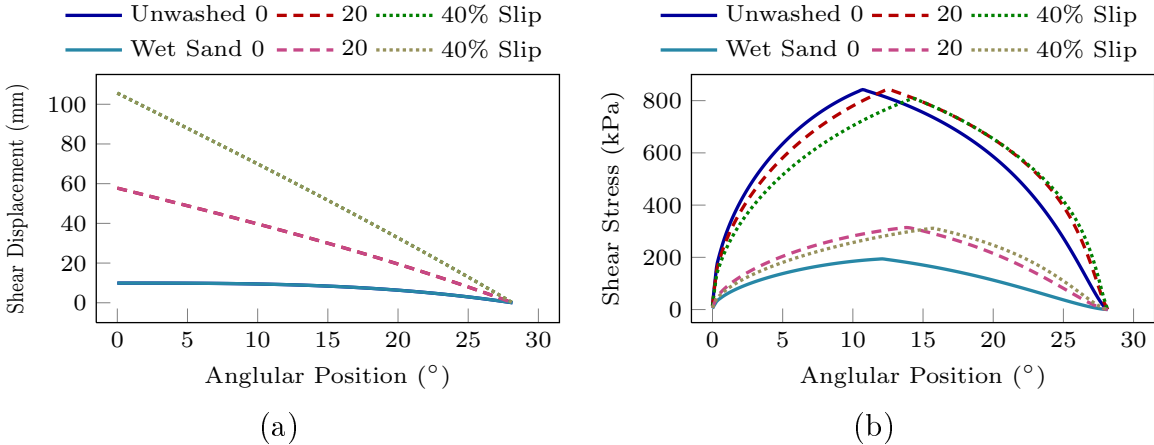 Unwashed 0 20 40% Slip
Wet Sand 0 20 40% Slip
Shear Displacement (mm)
100
80
60
40
20
0
0 5 10 15 20 25 30
Anglular Position (°)
(a)
Unwashed 0 20 40% Slip
Wet Sand 0 20 40% Slip
Shear Stress (kPa)
800
600
400
200
0
0 5 10 15 20 25 30
Anglular Position (°)
(b)